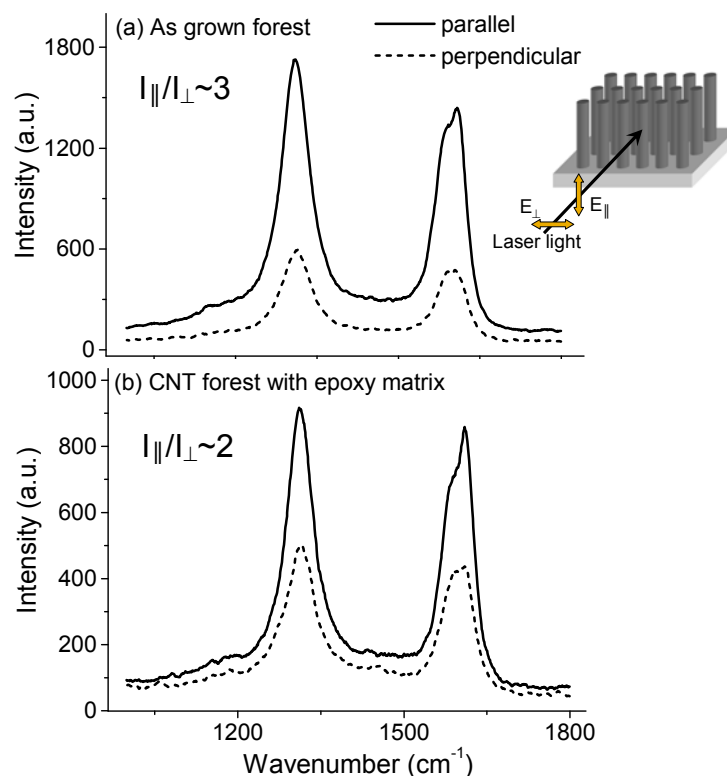 (a) As grown forest
parallel
perpendicular
I∥/I⊥~3
Intensity (a.u.)
1800
1200
600
0
E⊥
E∥
Laser light
(b) CNT forest with epoxy matrix
I∥/I⊥~2
Intensity (a.u.)
1000
800
600
400
200
0
1200
1500
1800
Wavenumber (cm⁻¹)